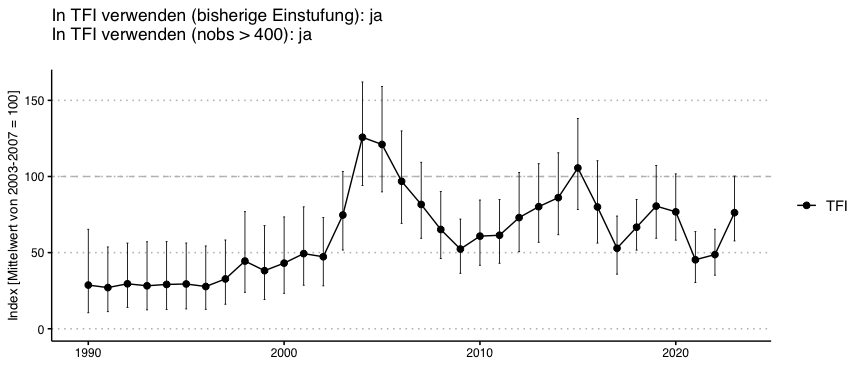 In TFI verwenden (bisherige Einstufung): ja
In TFI verwenden (nobs > 400): ja
Index [Mittelwert von 2003-2007 = 100]
150
100
50
0
1990
2000
2010
2020
TFI